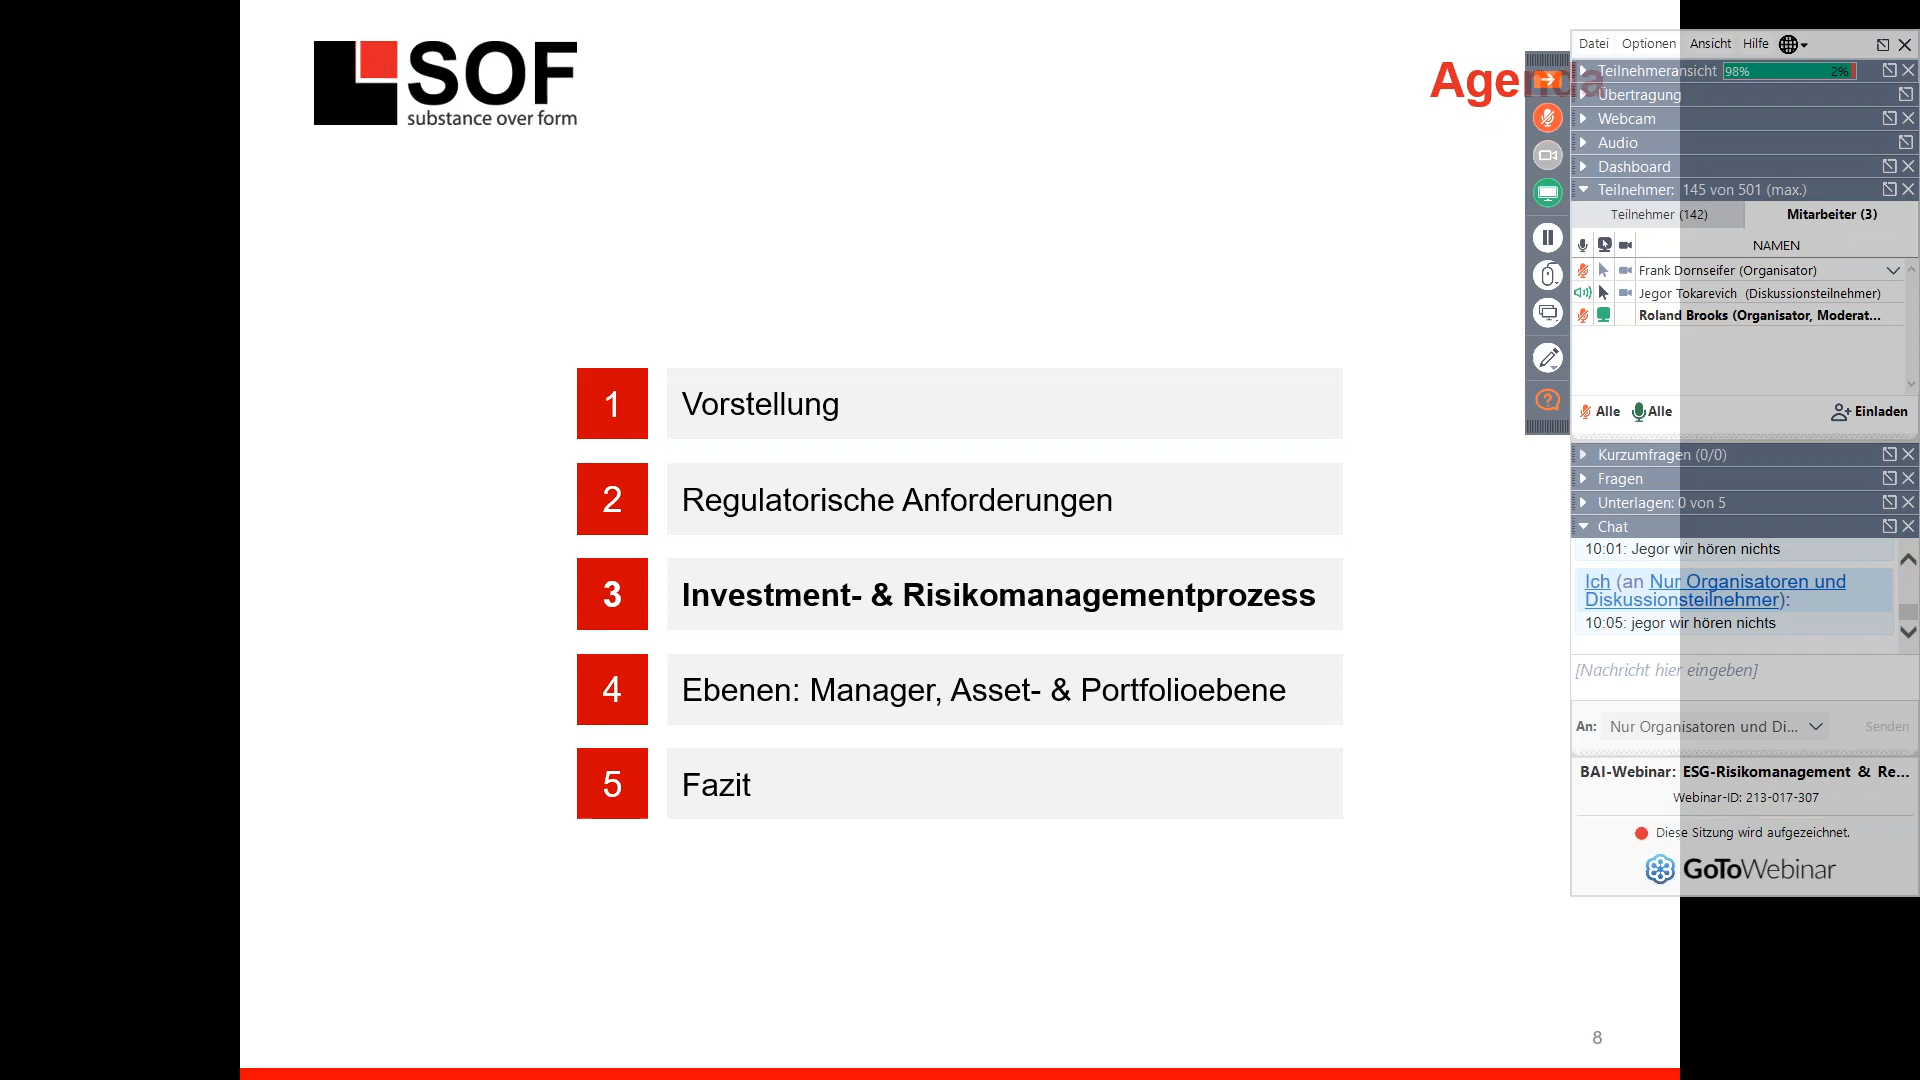 SOF
substance over form
Agenda
1 Vorstellung
2 Regulatorische Anforderungen
3 Investment- & Risikomanagementprozess
4 Ebenen: Manager, Asset- & Portfolioebene
5 Fazit
8
Datei Optionen Ansicht Hilfe
Teilnehmeransicht 98% 2%
Übertragung
Webcam
Audio
Dashboard
Teilnehmer: 145 von 501 (max.)
Teilnehmer (142) Mitarbeiter (3)
NAMEN
Frank Dornseifer (Organisator)
Jegor Tokarevich (Diskussionsteilnehmer)
Roland Brooks (Organisator, Moderat...
Alle Alle Einladen
Kurzumfragen (0/0)
Fragen
Unterlagen: 0 von 5
Chat
10:01: Jegor wir hören nichts
Ich (an Nur Organisatoren und
Diskussionsteilnehmer):
10:05: jegor wir hören nichts
[Nachricht hier eingeben]
An: Nur Organisatoren und Di... Senden
BAI-Webinar: ESG-Risikomanagement & Re...
Webinar-ID: 213-017-307
Diese Sitzung wird aufgezeichnet.
GoToWebinar